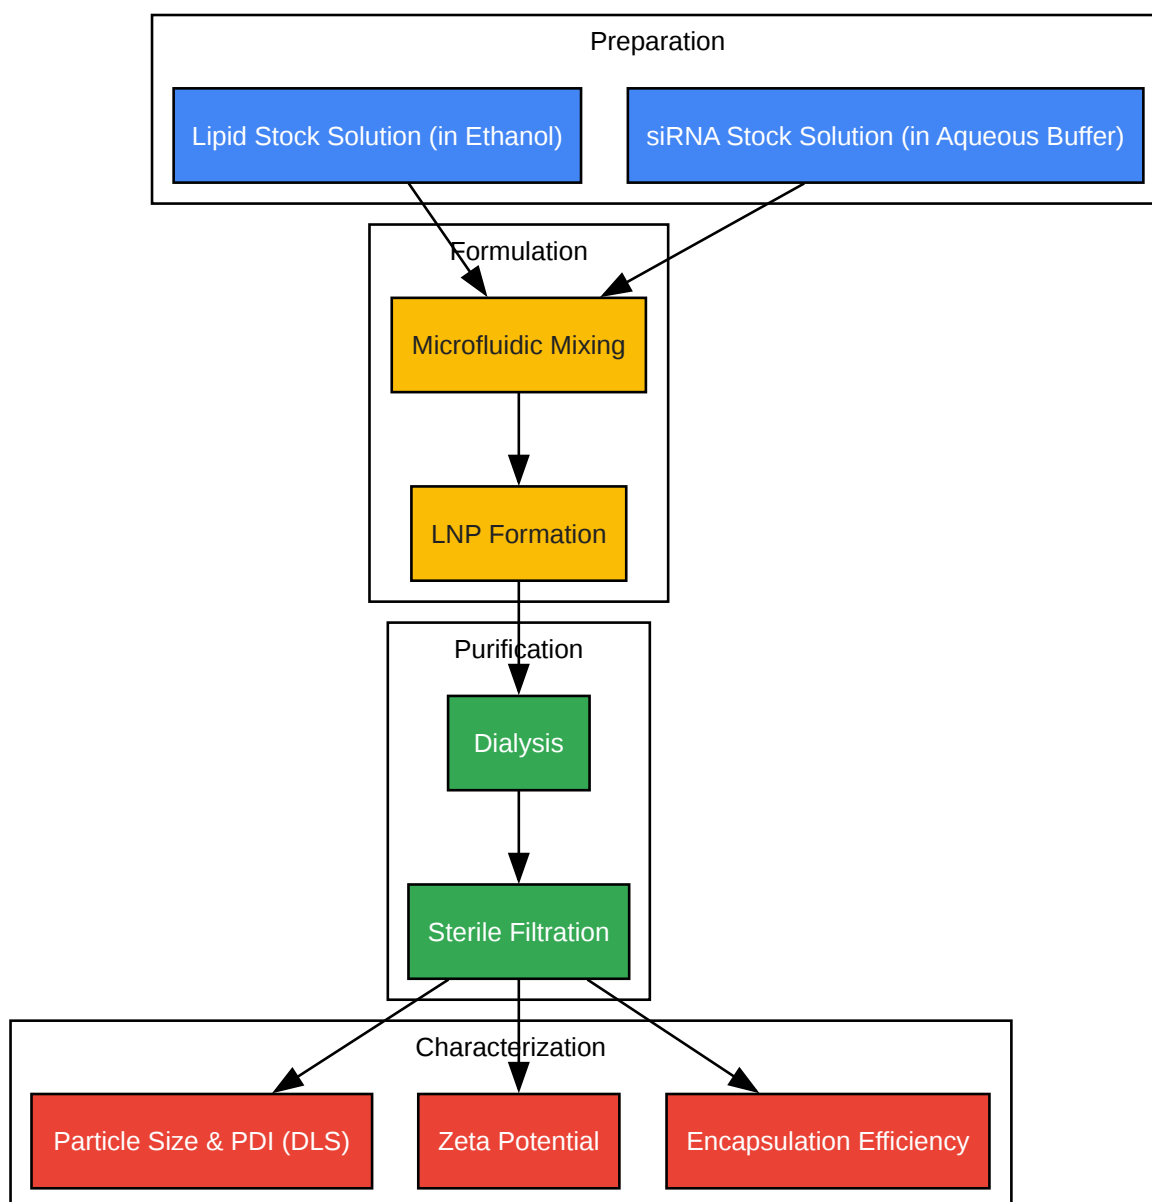 Preparation
Lipid Stock Solution (in Ethanol)
siRNA Stock Solution (in Aqueous Buffer)
Formulation
Microfluidic Mixing
LNP Formation
Purification
Dialysis
Sterile Filtration
Characterization
Particle Size & PDI (DLS)
Zeta Potential
Encapsulation Efficiency